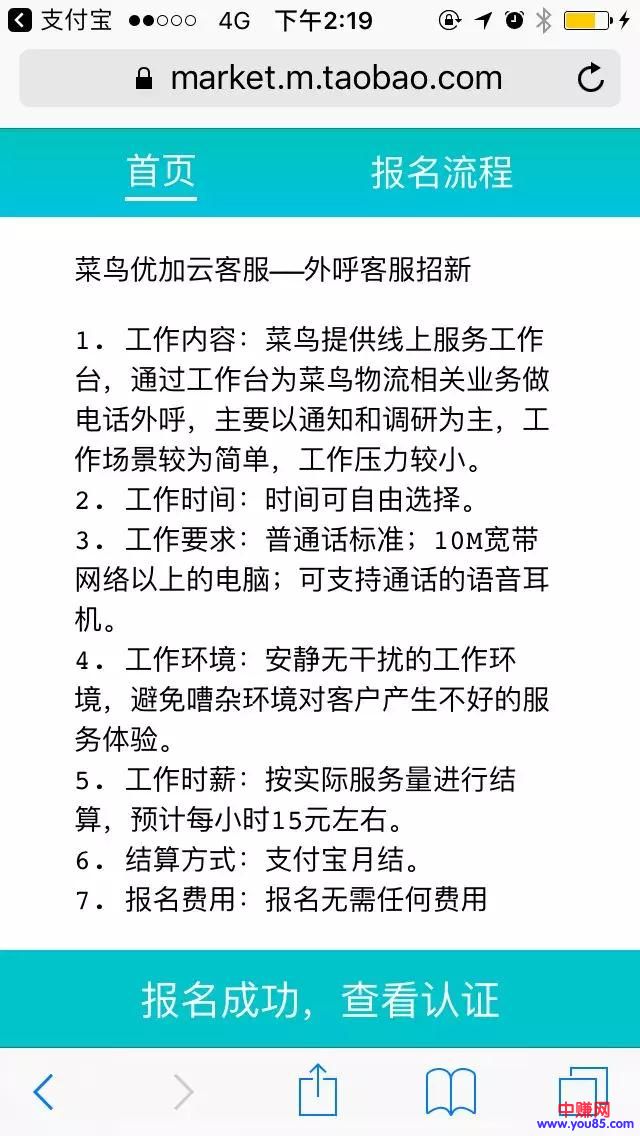 支付宝 4G 下午2:19
market.m.taobao.com
首页 报名流程
菜鸟优加云客服——外呼客服招新
1. 工作内容：菜鸟提供线上服务工作
台，通过工作台为菜鸟物流相关业务做
电话外呼，主要以通知和调研为主，工
作场景较为简单，工作压力较小。
2. 工作时间：时间可自由选择。
3. 工作要求：普通话标准；10M宽带
网络以上的电脑；可支持通话的语音耳
机。
4. 工作环境：安静无干扰的工作环
境，避免嘈杂环境对客户产生不好的服
务体验。
5. 工作时薪：按实际服务量进行结
算，预计每小时15元左右。
6. 结算方式：支付宝月结。
7. 报名费用：报名无需任何费用
报名成功，查看认证
中赚网
www.you85.com